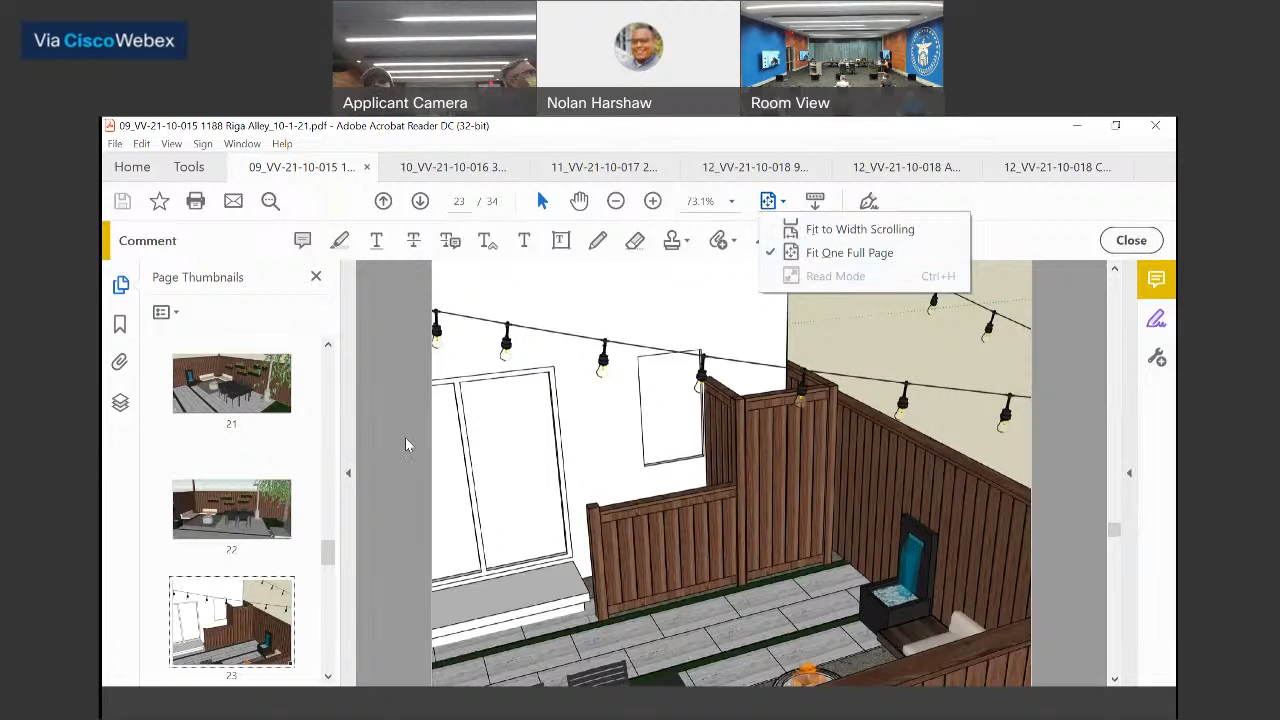 Via CiscoWebex
Applicant Camera
Nolan Harshaw
Room View
09_VV-21-10-015 1188 Riga Alley_10-1-21.pdf - Adobe Acrobat Reader DC (32-bit)
File Edit View Sign Window Help
Home Tools 09_VV-21-10-015 1... × 10_VV-21-10-016 3... 11_VV-21-10-017 2... 12_VV-21-10-018 9... 12_VV-21-10-018 A... 12_VV-21-10-018 C...
23 / 34 73.1%
Fit to Width Scrolling
Comment Close
Fit One Full Page
Read Mode Ctrl+H
Page Thumbnails
21
22
23